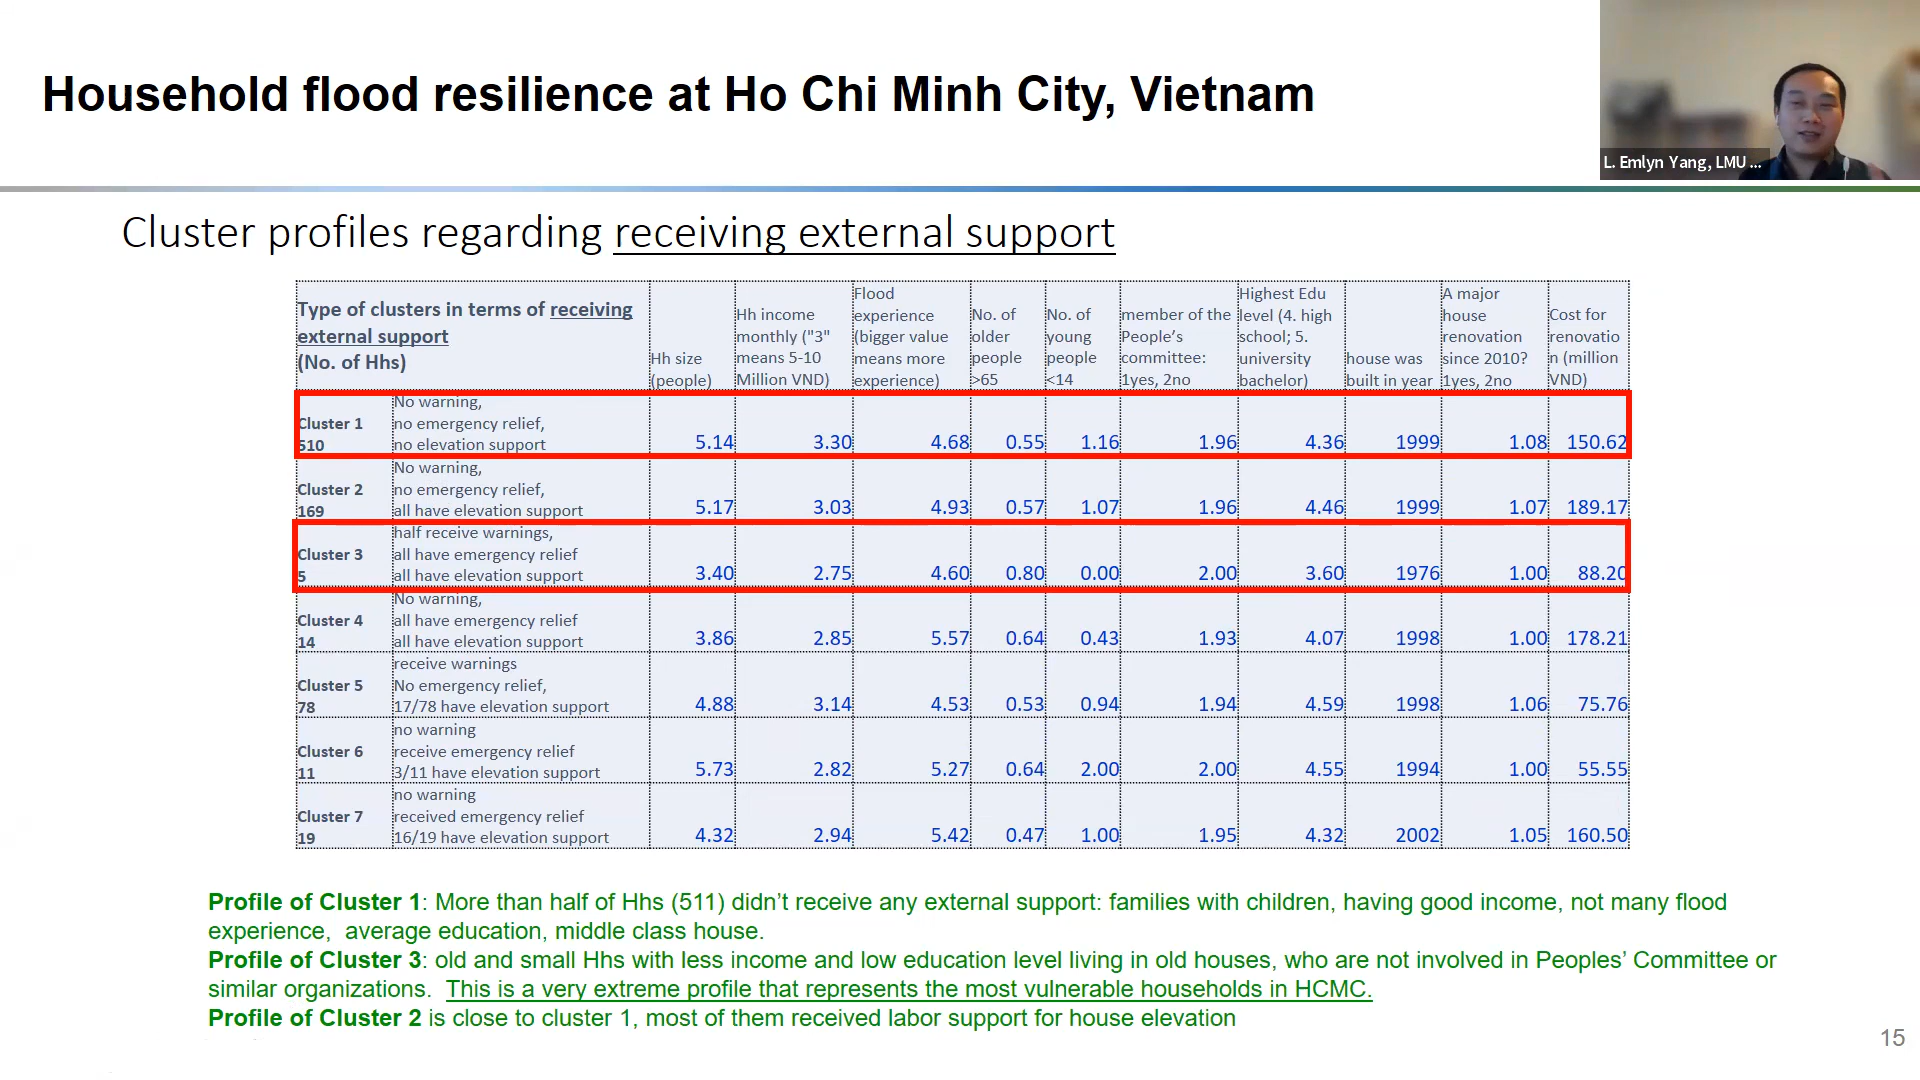 Household flood resilience at Ho Chi Minh City, Vietnam
L. Emlyn Yang, LMU ...
Cluster profiles regarding receiving external support
Type of clusters in terms of receiving
external support
(No. of Hhs)
Hh size
(people)
Hh income
monthly ("3"
means 5-10
Million VND)
Flood
experience
(bigger value
means more
experience)
No. of
older
people
>65
No. of
young
people
<14
member of the
People’s
committee:
1yes, 2no
Highest Edu
level (4. high
school; 5.
university
bachelor)
house was
built in year
A major
house
renovation
since 2010?
1yes, 2no
Cost for
renovatio
n (million
VND)
Cluster 1
510
No warning,
no emergency relief,
no elevation support
5.14 3.30 4.68 0.55 1.16 1.96 4.36 1999 1.08 150.62
Cluster 2
169
No warning,
no emergency relief,
all have elevation support
5.17 3.03 4.93 0.57 1.07 1.96 4.46 1999 1.07 189.17
Cluster 3
5
half receive warnings,
all have emergency relief
all have elevation support
3.40 2.75 4.60 0.80 0.00 2.00 3.60 1976 1.00 88.20
Cluster 4
14
No warning,
all have emergency relief
all have elevation support
3.86 2.85 5.57 0.64 0.43 1.93 4.07 1998 1.00 178.21
Cluster 5
78
receive warnings
No emergency relief,
17/78 have elevation support
4.88 3.14 4.53 0.53 0.94 1.94 4.59 1998 1.06 75.76
Cluster 6
11
no warning
receive emergency relief
3/11 have elevation support
5.73 2.82 5.27 0.64 2.00 2.00 4.55 1994 1.00 55.55
Cluster 7
19
no warning
received emergency relief
16/19 have elevation support
4.32 2.94 5.42 0.47 1.00 1.95 4.32 2002 1.05 160.50
Profile of Cluster 1: More than half of Hhs (511) didn’t receive any external support: families with children, having good income, not many flood
experience, average education, middle class house.
Profile of Cluster 3: old and small Hhs with less income and low education level living in old houses, who are not involved in Peoples’ Committee or
similar organizations. This is a very extreme profile that represents the most vulnerable households in HCMC.
Profile of Cluster 2 is close to cluster 1, most of them received labor support for house elevation
15